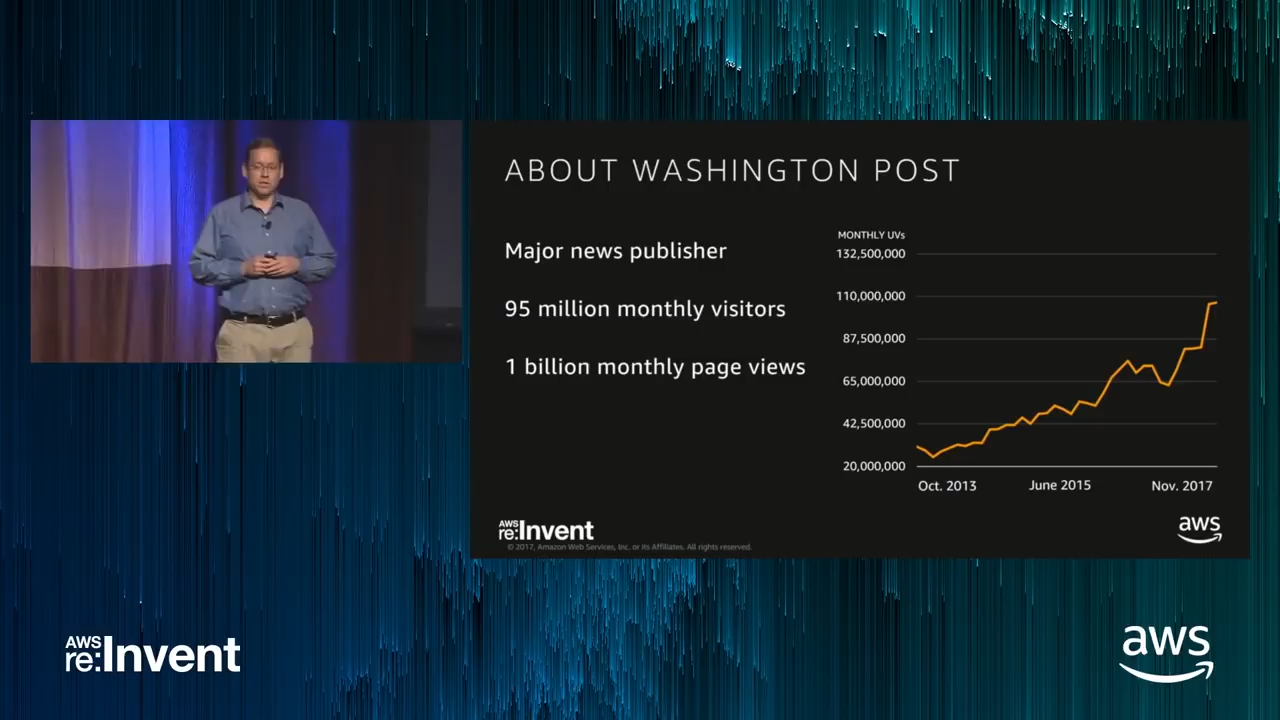 ABOUT WASHINGTON POST
Major news publisher
95 million monthly visitors
1 billion monthly page views
MONTHLY UVs
132,500,000
110,000,000
87,500,000
65,000,000
42,500,000
20,000,000
Oct. 2013
June 2015
Nov. 2017
AWS
re:Invent
© 2017, Amazon Web Services, Inc. or its Affiliates. All rights reserved.
aws
AWS
re:Invent
aws